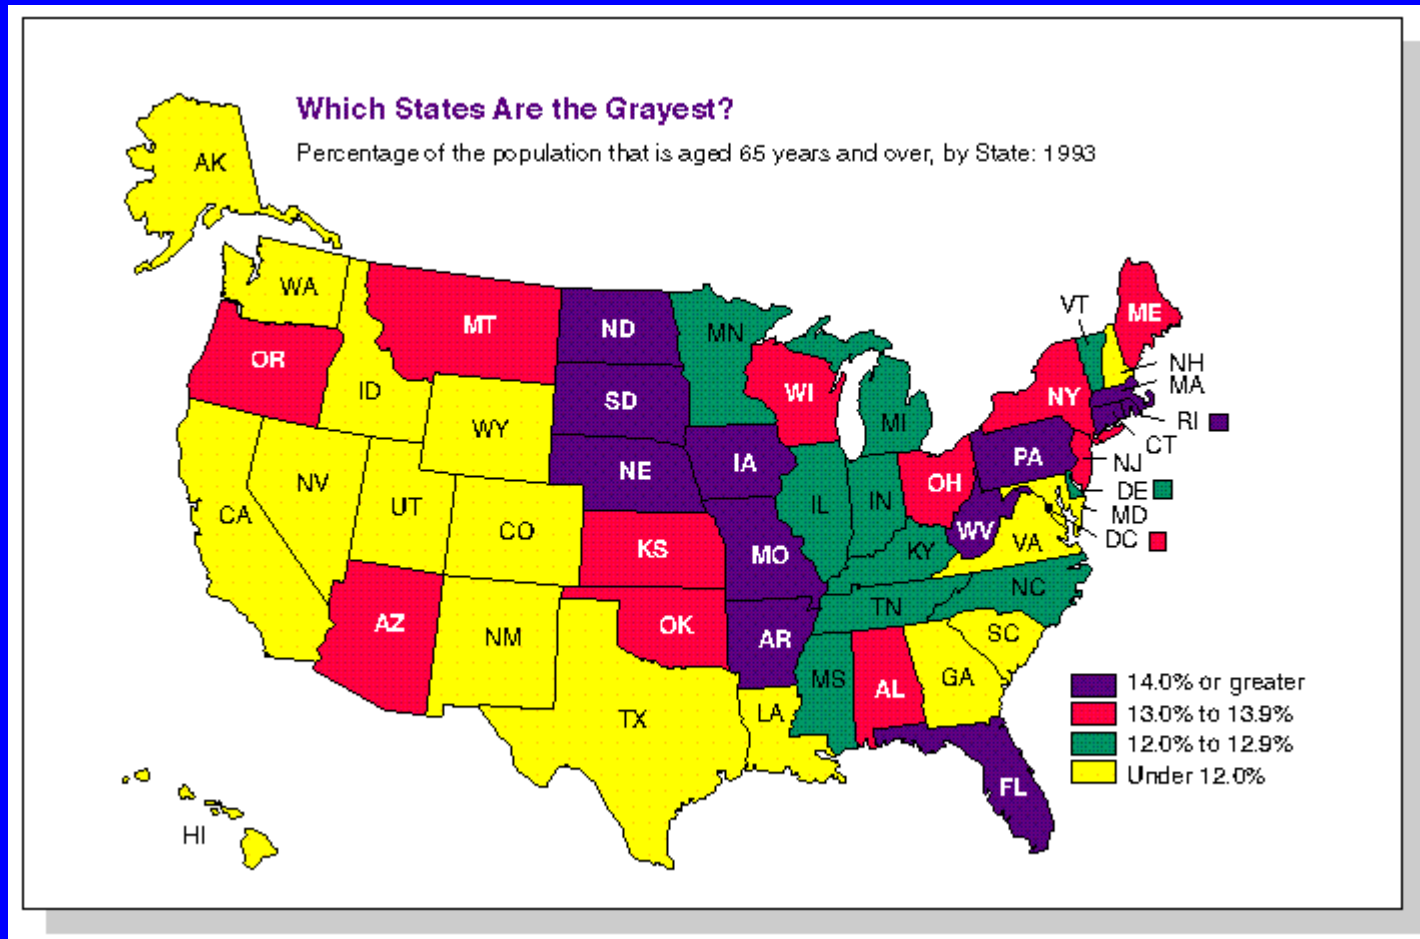 Which States Are the Grayest?
Percentage of the population that is aged 65 years and over, by State: 1993
AK
WA
MT
ND
MN
VT
ME
OR
ID
SD
WI
MI
NY
NH
MA
RI
CT
WY
NE
IA
PA
NJ
NV
UT
CO
IL
IN
OH
DE
MD
DC
CA
KS
MO
KY
WV
VA
AZ
NM
OK
AR
TN
NC
SC
MS
AL
GA
TX
LA
FL
HI
14.0% or greater
13.0% to 13.9%
12.0% to 12.9%
Under 12.0%